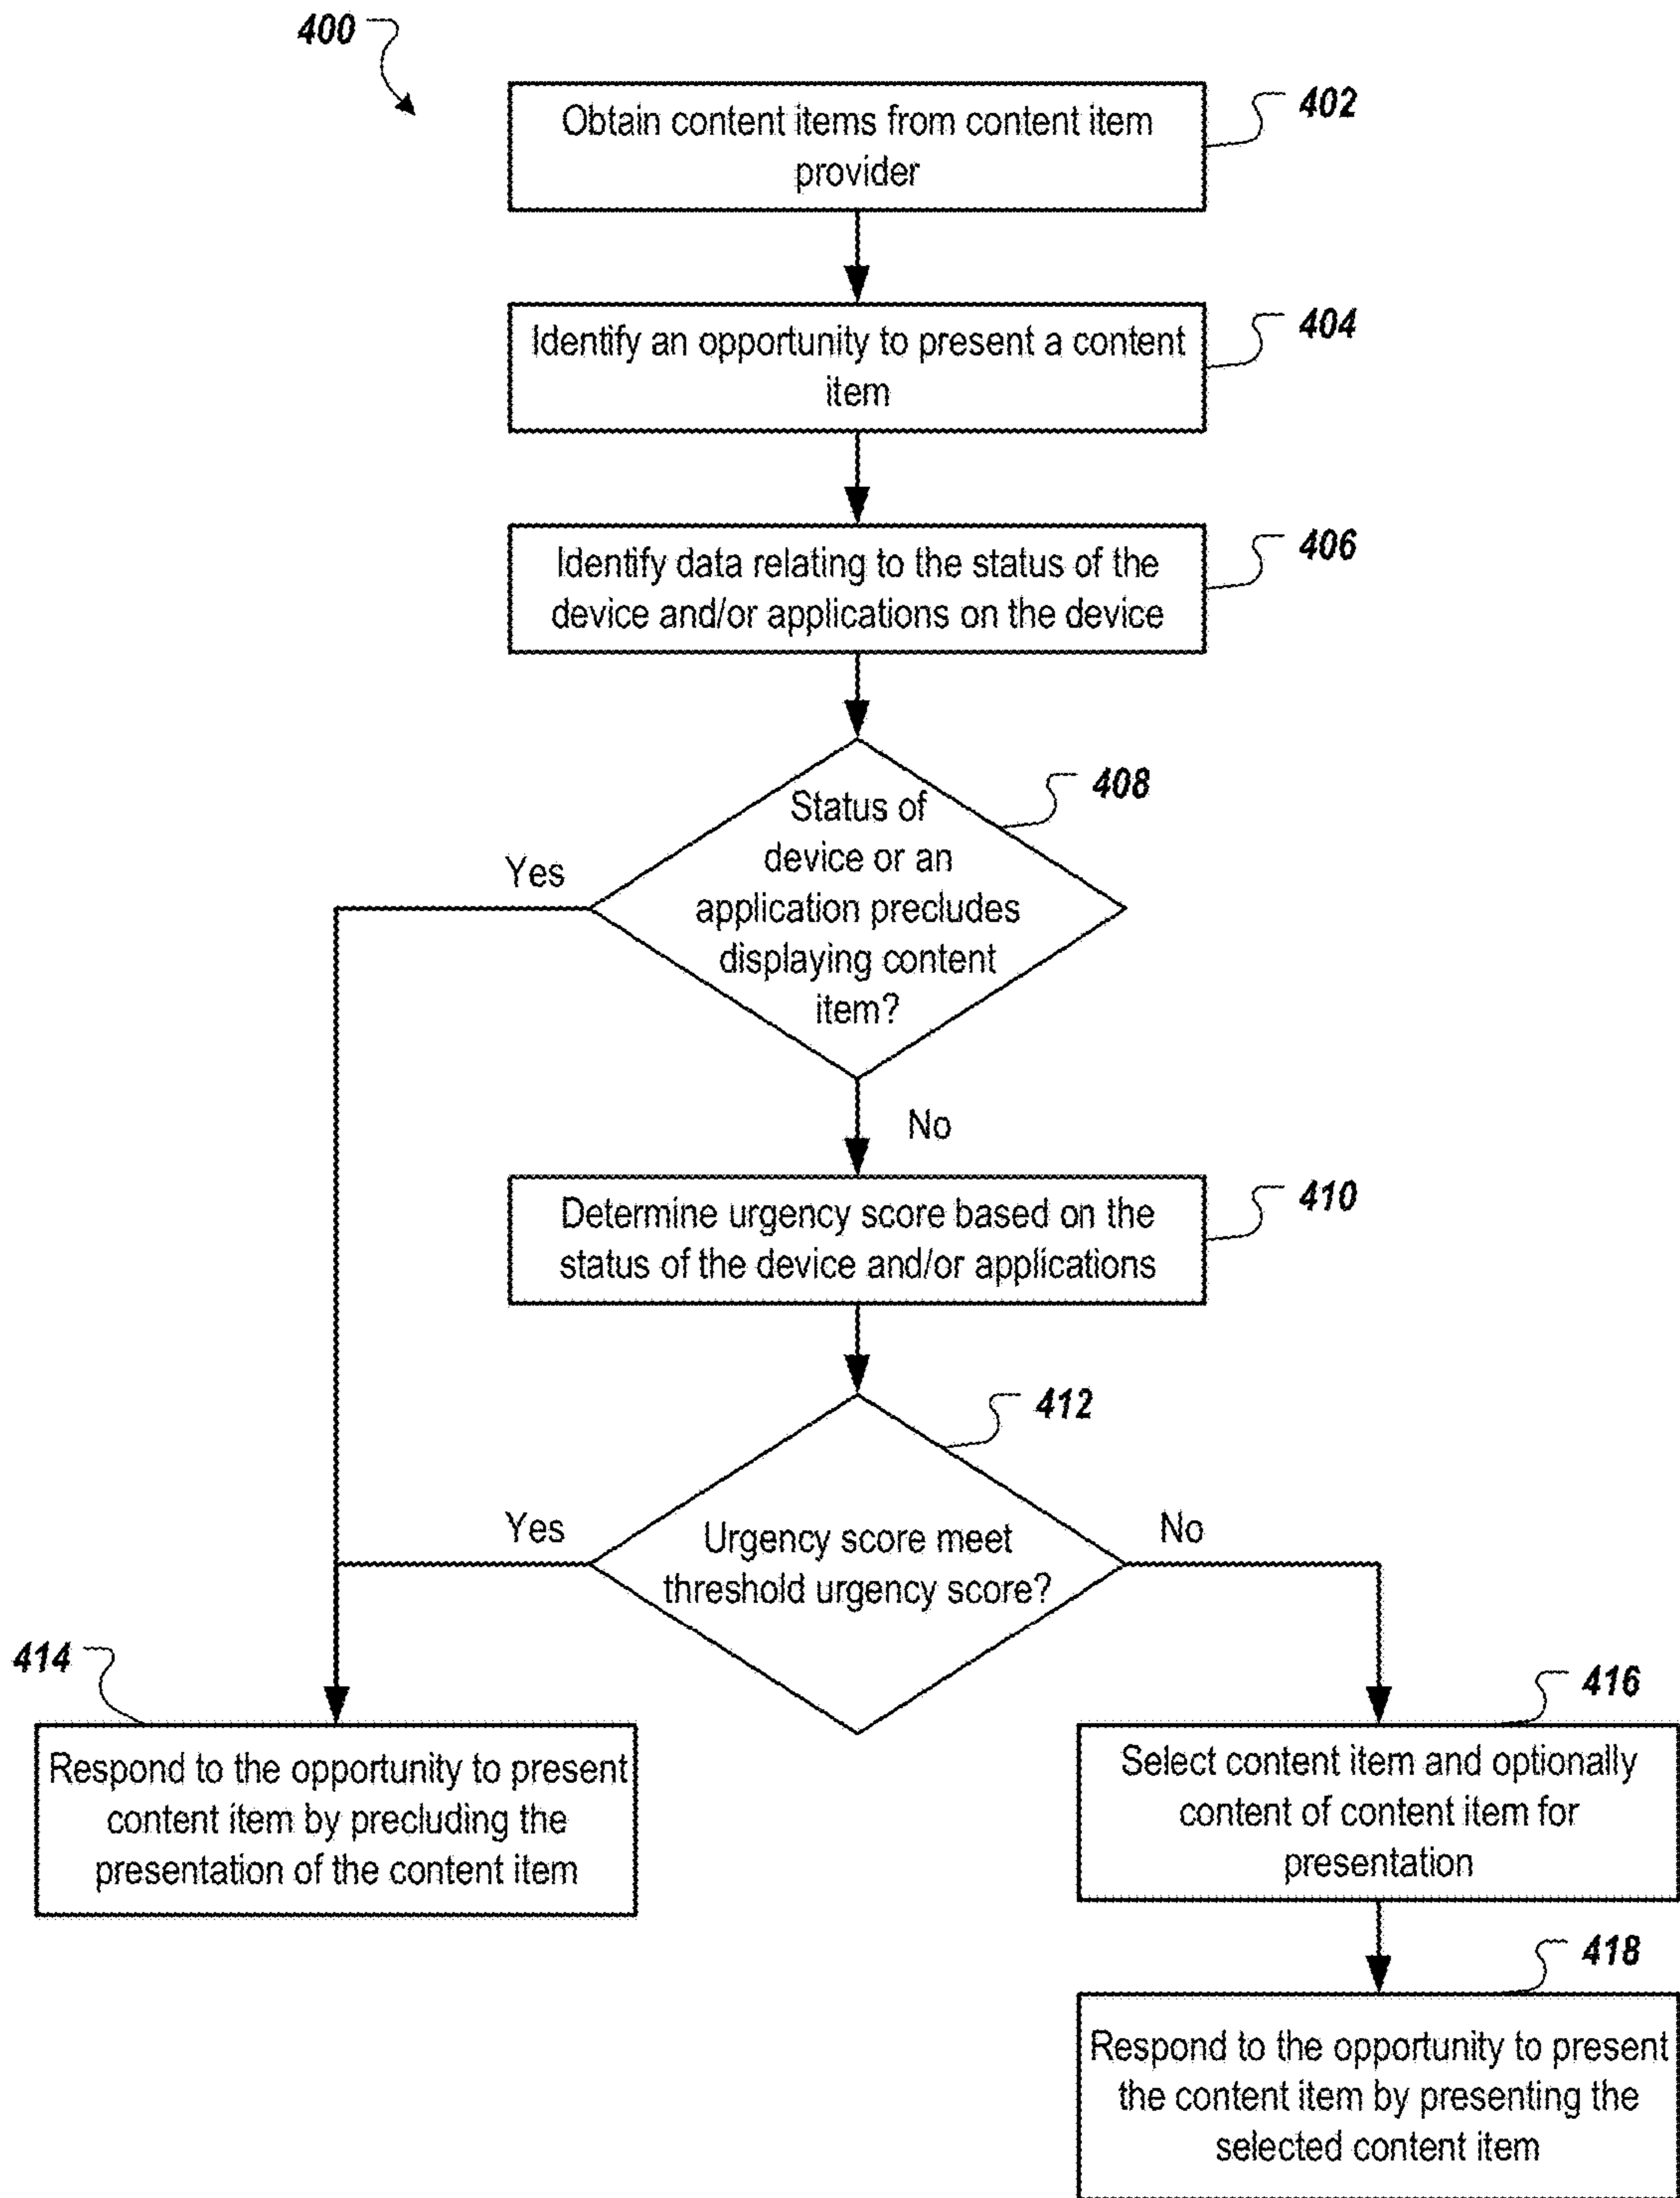 400
Obtain content items from content item
provider
402
Identify an opportunity to present a content
item
404
Identify data relating to the status of the
device and/or applications on the device
406
Status of
device or an
application precludes
displaying content
item?
408
Yes
No
Determine urgency score based on the
status of the device and/or applications
410
Urgency score meet
threshold urgency score?
412
Yes
No
414
Respond to the opportunity to present
content item by precluding the
presentation of the content item
416
Select content item and optionally
content of content item for
presentation
418
Respond to the opportunity to present
the content item by presenting the
selected content item